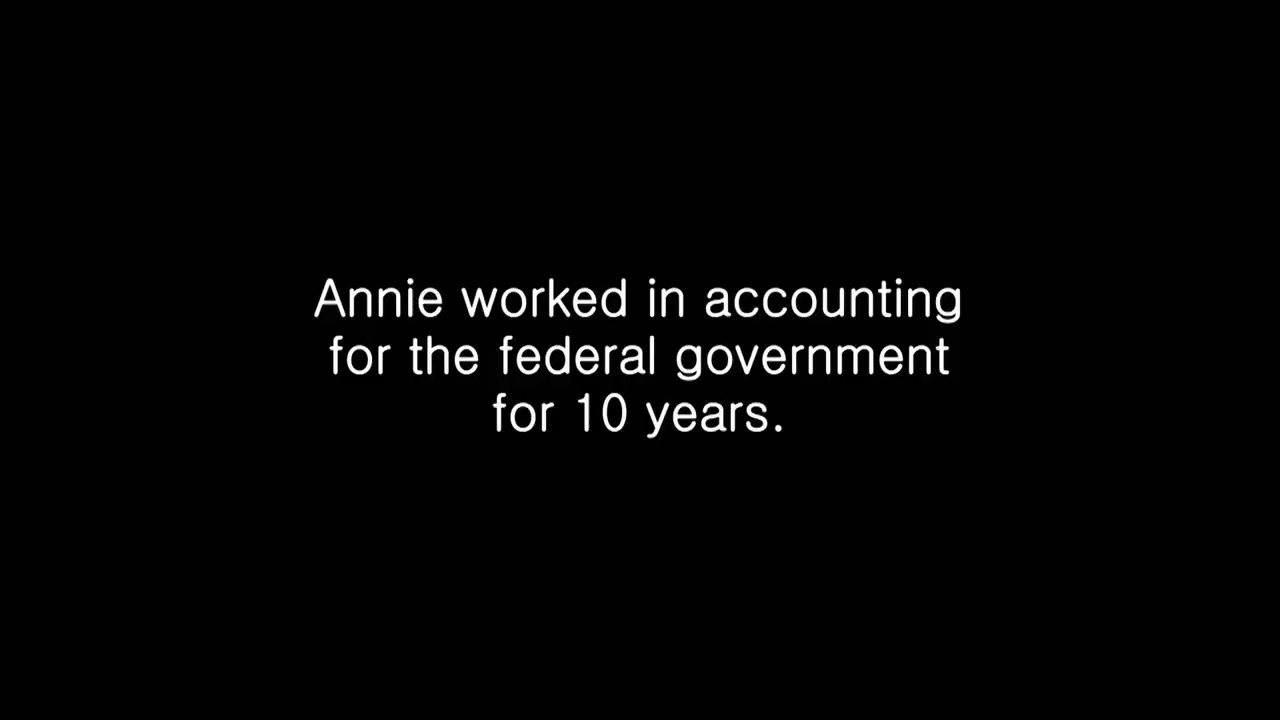 Annie worked in accounting
for the federal government
for 10 years.